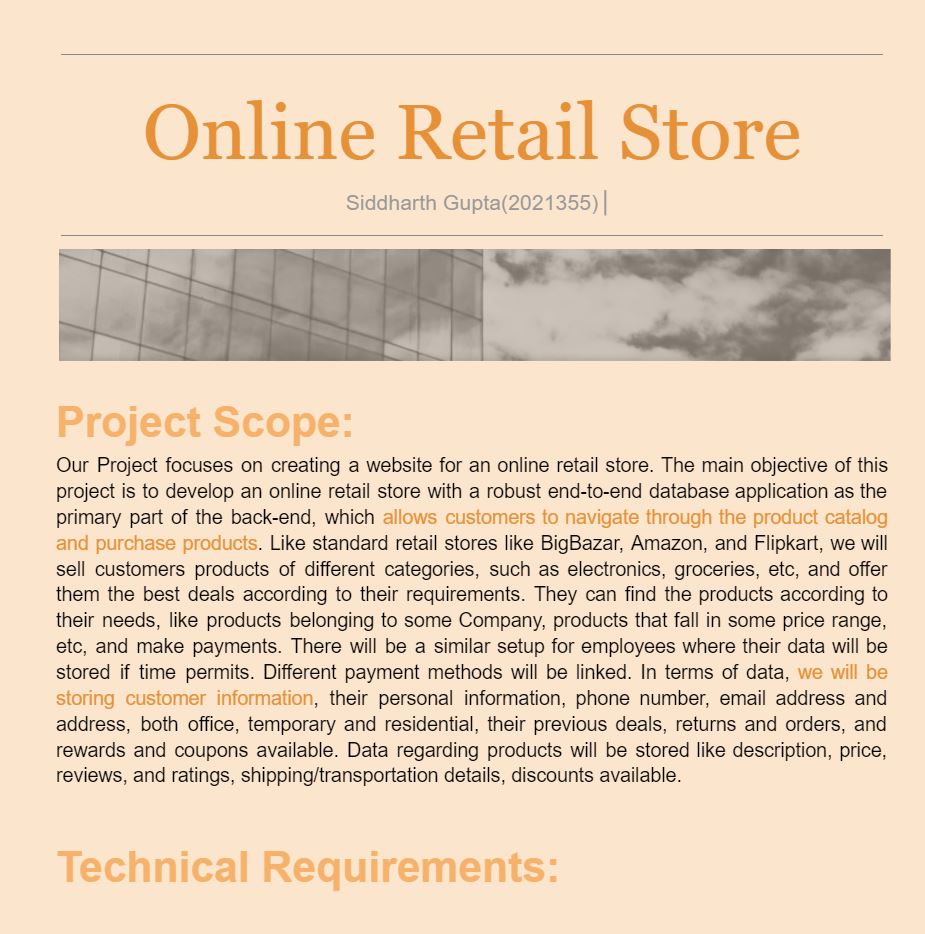 Online Retail Store
Siddharth Gupta(2021355)
Project Scope:
Our Project focuses on creating a website for an online retail store. The main objective of this
project is to develop an online retail store with a robust end-to-end database application as the
primary part of the back-end, which allows customers to navigate through the product catalog
and purchase products. Like standard retail stores like BigBazar, Amazon, and Flipkart, we will
sell customers products of different categories, such as electronics, groceries, etc, and offer
them the best deals according to their requirements. They can find the products according to
their needs, like products belonging to some Company, products that fall in some price range,
etc, and make payments. There will be a similar setup for employees where their data will be
stored if time permits. Different payment methods will be linked. In terms of data, we will be
storing customer information, their personal information, phone number, email address and
address, both office, temporary and residential, their previous deals, returns and orders, and
rewards and coupons available. Data regarding products will be stored like description, price,
reviews, and ratings, shipping/transportation details, discounts available.
Technical Requirements: